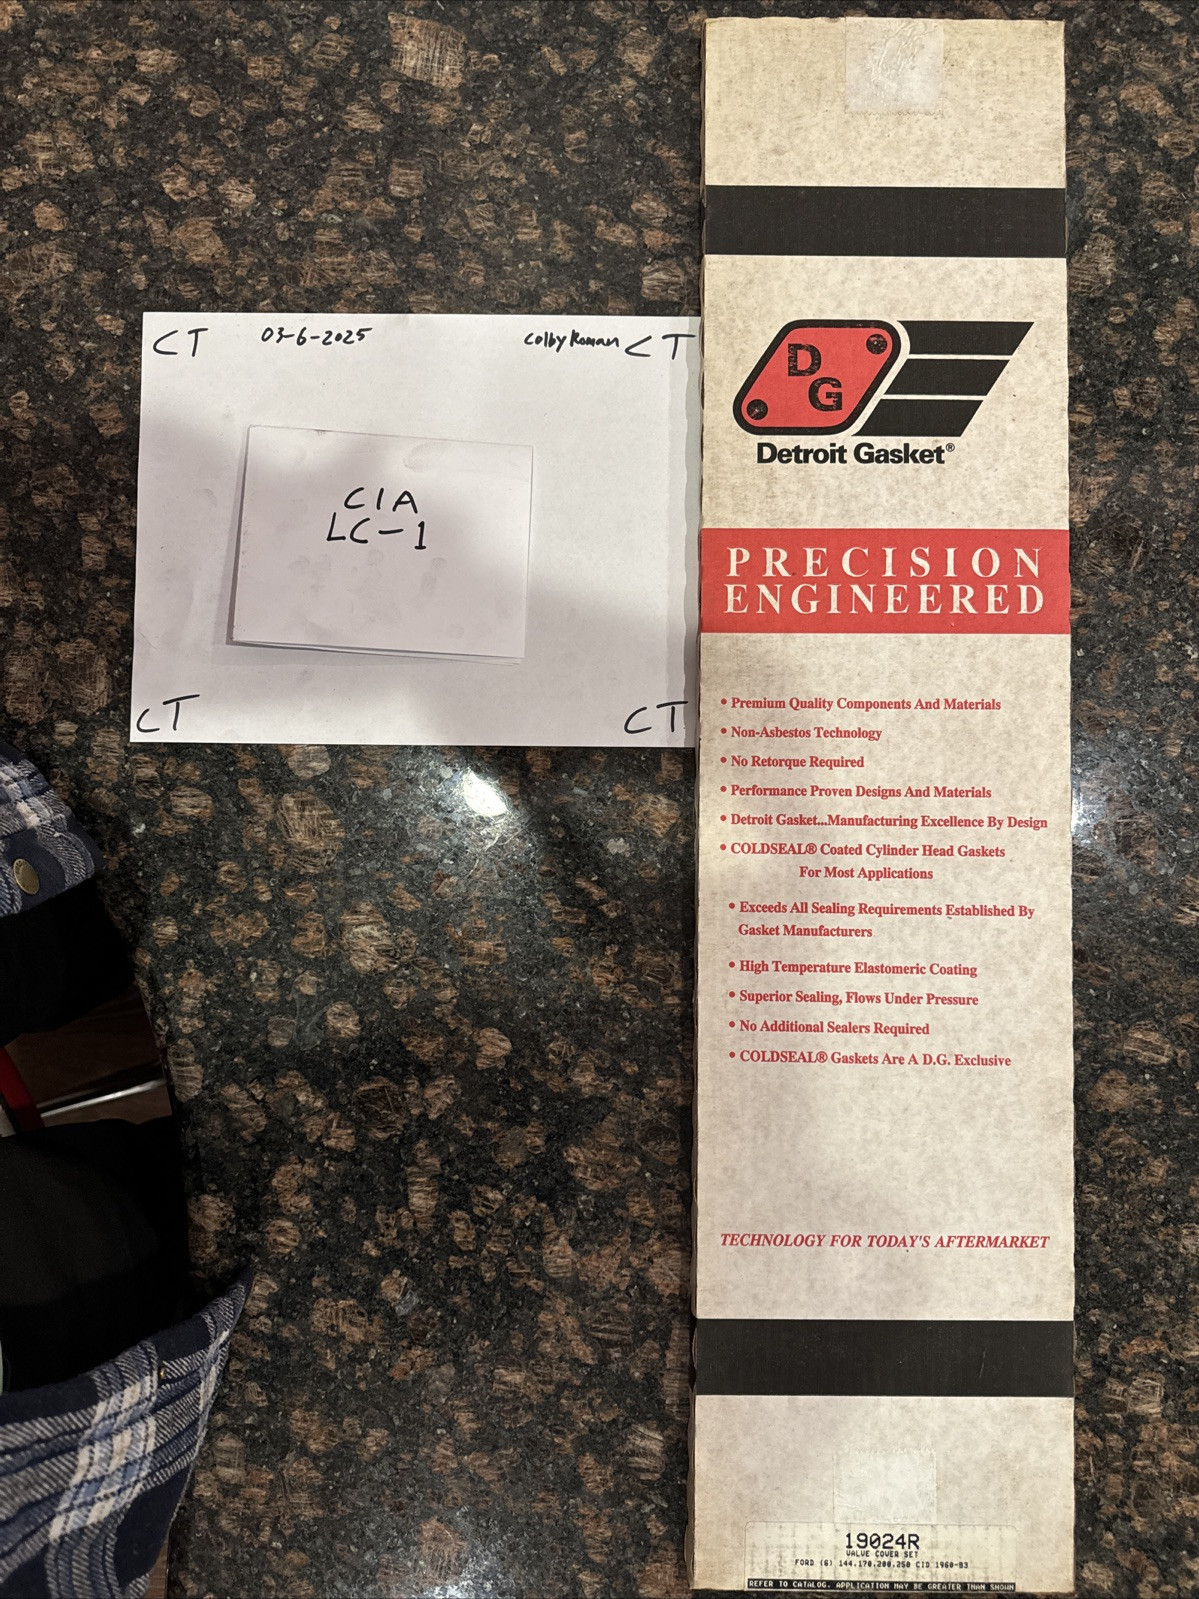 CT 03-6-2025 Colby Roman CT
CIA
LC-1
CT CT
DG
Detroit Gasket®
PRECISION
ENGINEERED
• Premium Quality Components And Materials
• Non-Asbestos Technology
• No Retorque Required
• Performance Proven Designs And Materials
• Detroit Gasket...Manufacturing Excellence By Design
• COLDSEAL® Coated Cylinder Head Gaskets
For Most Applications
• Exceeds All Sealing Requirements Established By
Gasket Manufacturers
• High Temperature Elastomeric Coating
• Superior Sealing, Flows Under Pressure
• No Additional Sealers Required
• COLDSEAL® Gaskets Are A D.G. Exclusive
TECHNOLOGY FOR TODAY'S AFTERMARKET
19024R
VALVE COVER SET
FORD (6) 144,170,200,250 CID 1960-83
REFER TO CATALOG. APPLICATION MAY BE GREATER THAN SHOWN